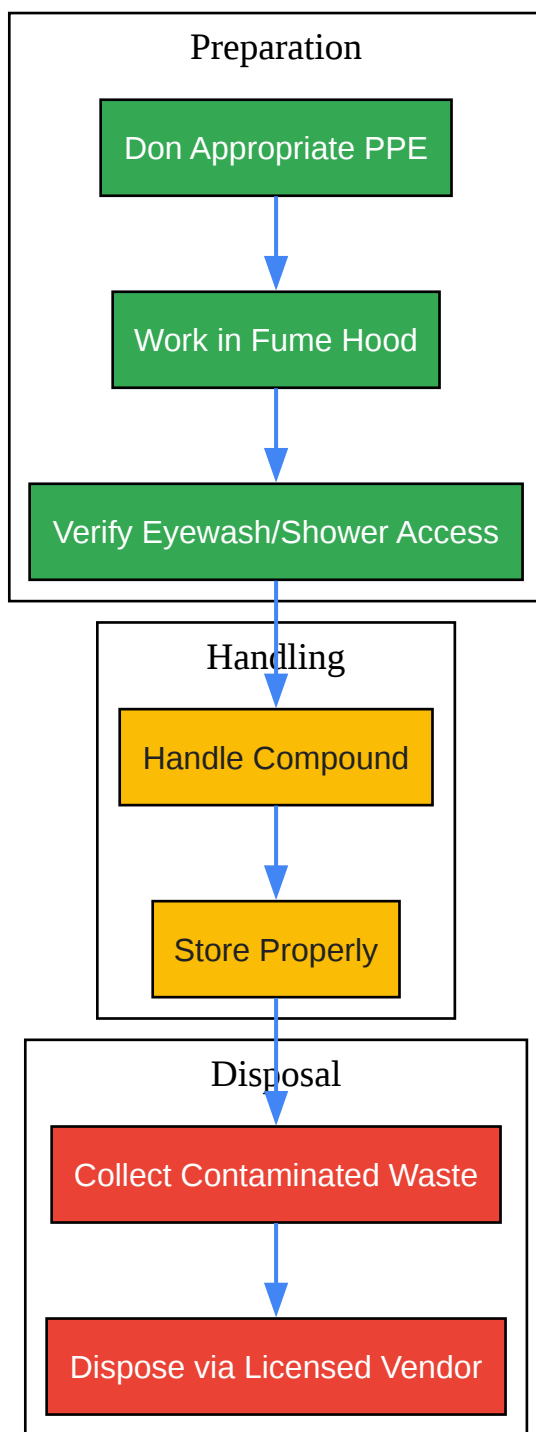 Preparation
Don Appropriate PPE
Work in Fume Hood
Verify Eyewash/Shower Access
Handling
Handle Compound
Store Properly
Disposal
Collect Contaminated Waste
Dispose via Licensed Vendor